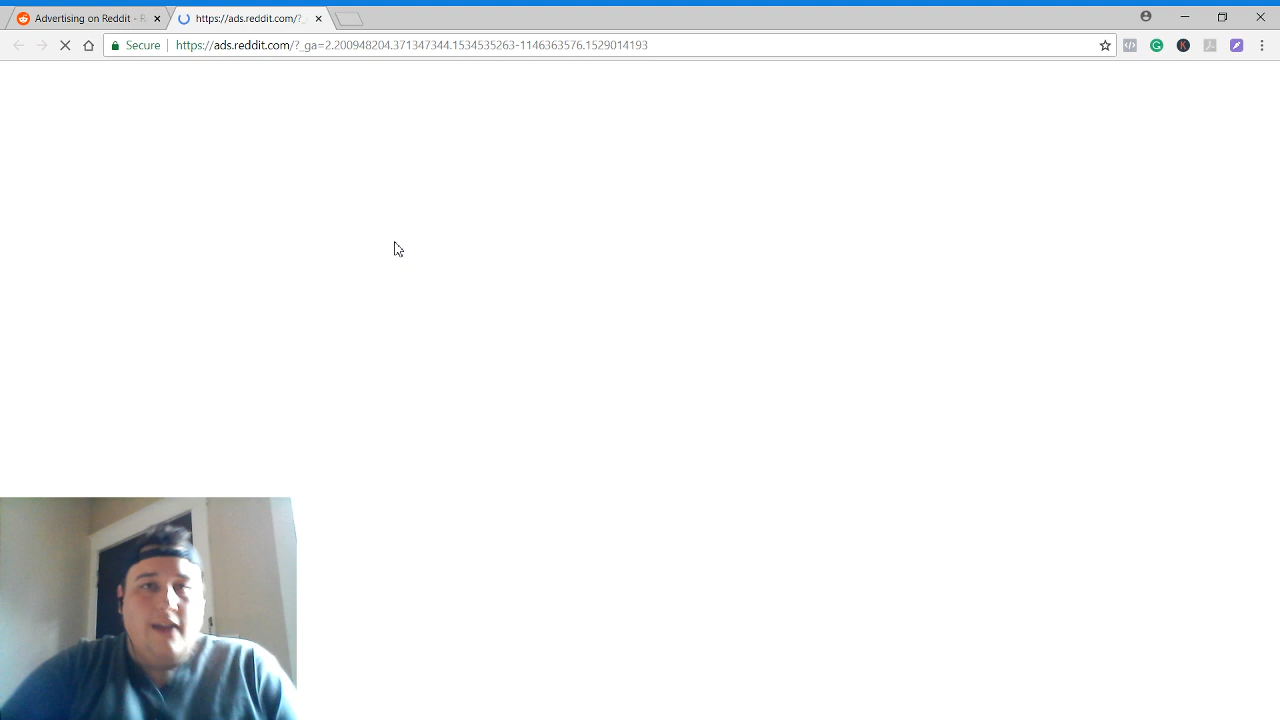 Advertising on Reddit - R
https://ads.reddit.com/?_g
Secure
https://ads.reddit.com/?_ga=2.200948204.371347344.1534535263-1146363576.1529014193